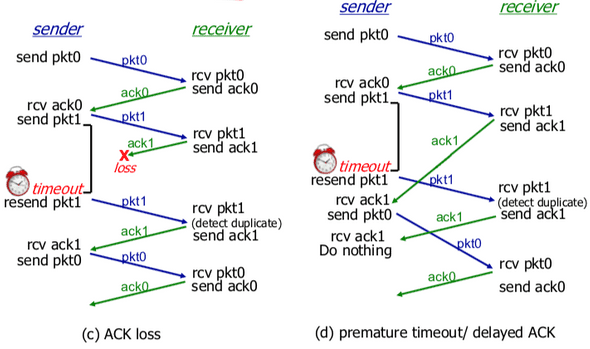 sender
receiver
send pkt0
pkt0
rcv pkt0
send ack0
ack0
rcv ack0
send pkt1
pkt1
rcv pkt1
send ack1
ack1
X
loss
timeout
resend pkt1
pkt1
rcv pkt1
(detect duplicate)
send ack1
ack1
rcv ack1
send pkt0
pkt0
rcv pkt0
send ack0
ack0
(c) ACK loss
sender
receiver
send pkt0
pkt0
rcv pkt0
send ack0
ack0
rcv ack0
send pkt1
pkt1
rcv pkt1
send ack1
ack1
timeout
resend pkt1
pkt1
rcv pkt1
(detect duplicate)
send ack1
rcv ack1
send pkt0
ack1
rcv ack1
Do nothing
pkt0
rcv pkt0
send ack0
ack0
(d) premature timeout/ delayed ACK